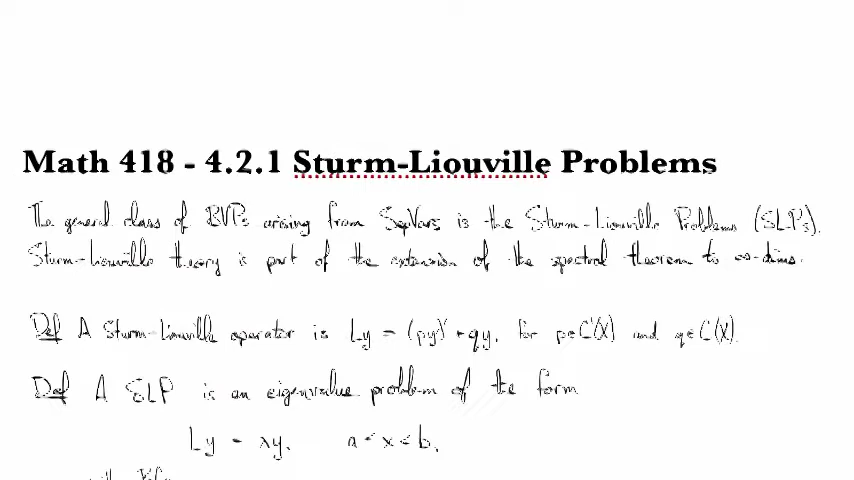 Math 418 - 4.2.1 Sturm-Liouville Problems
The general class of BVPs arising from SepVars is the Sturm-Liouville Problems (SLPs).
Sturm-Liouville theory is part of the extension of the spectral theorem to ∞-dims.
Def A Sturm-Liouville operator is Ly = (py')' + qy, for p∈C'(X) and q∈C(X).
Def A SLP is an eigenvalue problem of the form
Ly = λy, a < x < b,